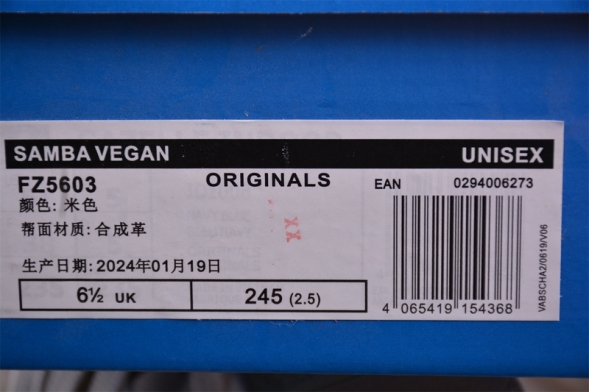 SAMBA VEGAN UNISEX
FZ5603 ORIGINALS EAN 0294006273
颜色: 米色
XX
帮面材质: 合成革
生产日期: 2024年01月19日
6½ UK 245 (2.5)
4 065419 154368
VABSCHA2/0619/V06